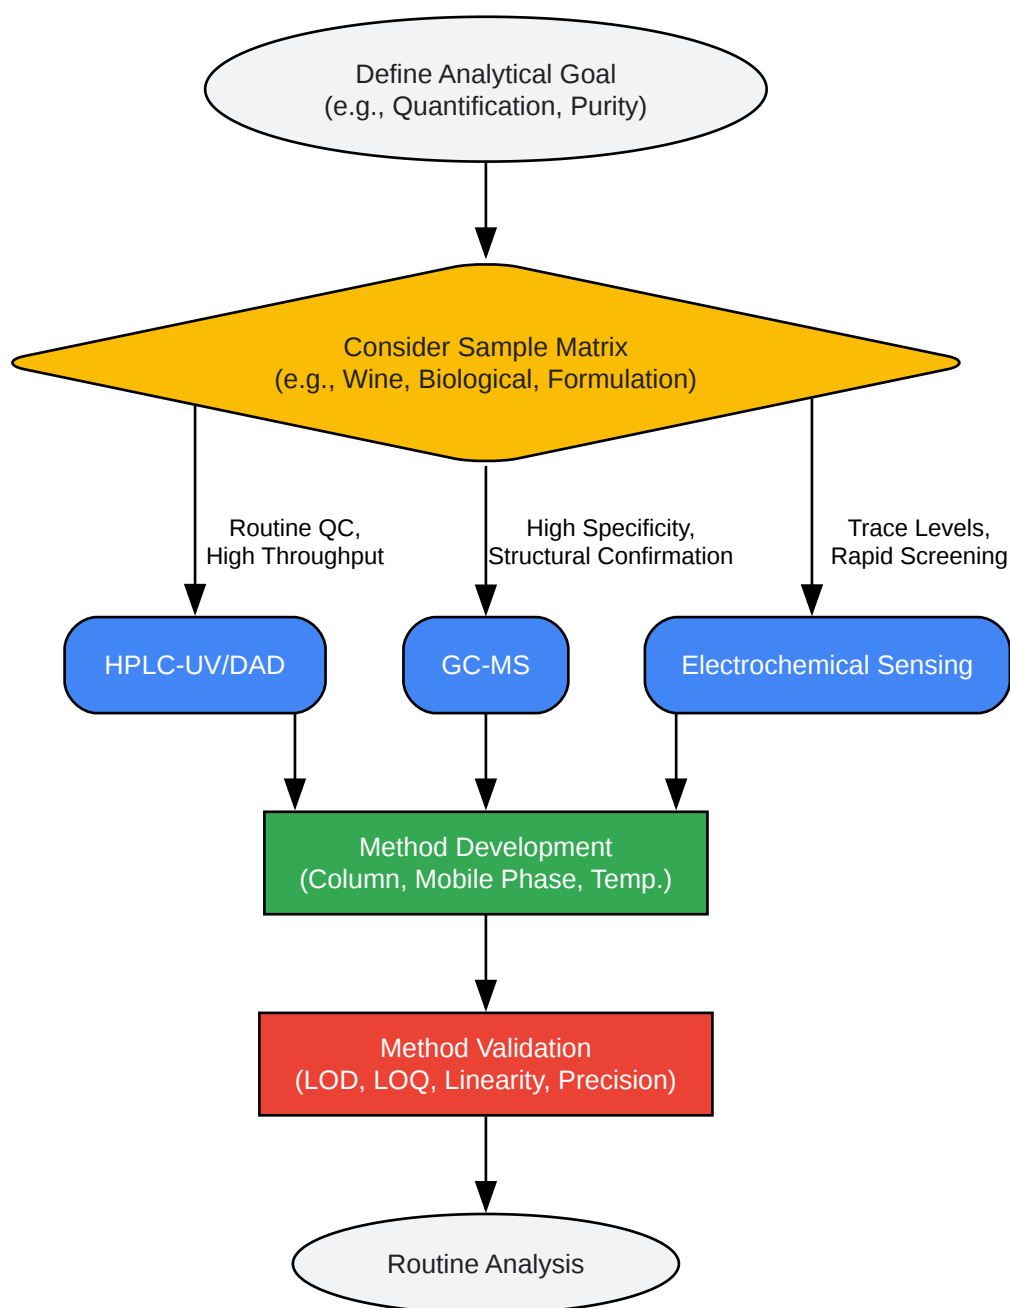 Define Analytical Goal
(e.g., Quantification, Purity)
Consider Sample Matrix
(e.g., Wine, Biological, Formulation)
Routine QC,
High Throughput
High Specificity,
Structural Confirmation
Trace Levels,
Rapid Screening
HPLC-UV/DAD
GC-MS
Electrochemical Sensing
Method Development
(Column, Mobile Phase, Temp.)
Method Validation
(LOD, LOQ, Linearity, Precision)
Routine Analysis